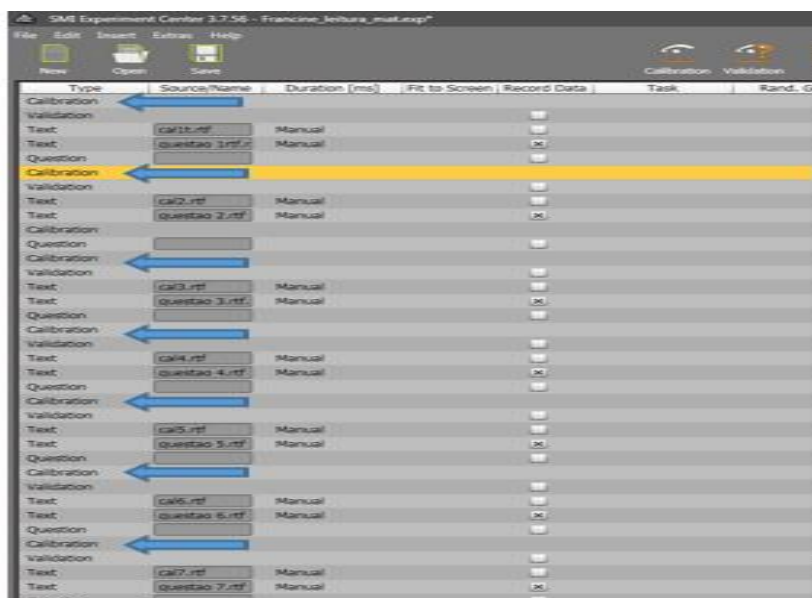 SMI Experiment Center 3.7.56 - Francine_leitura_mat.exp*
File Edit Insert Extras Help
New Open Save Calibration Validation
Type Source/Name Duration [ms] Fit to Screen Record Data Task Rand. G
Calibration
Validation
Text cal1t.rtf Manual
Text questao 1rtf.r Manual
Question
Calibration
Validation
Text cal2.rtf Manual
Text questao 2.rtf Manual
Calibration
Question
Calibration
Validation
Text cal3.rtf Manual
Text questao 3.rtf. Manual
Question
Calibration
Validation
Text cal4.rtf Manual
Text questao 4.rtf Manual
Question
Calibration
Validation
Text cal5.rtf Manual
Text questao 5.rtf Manual
Question
Calibration
Validation
Text cal6.rtf Manual
Text questao 6.rtf Manual
Question
Calibration
Validation
Text cal7.rtf Manual
Text questao 7.rtf Manual